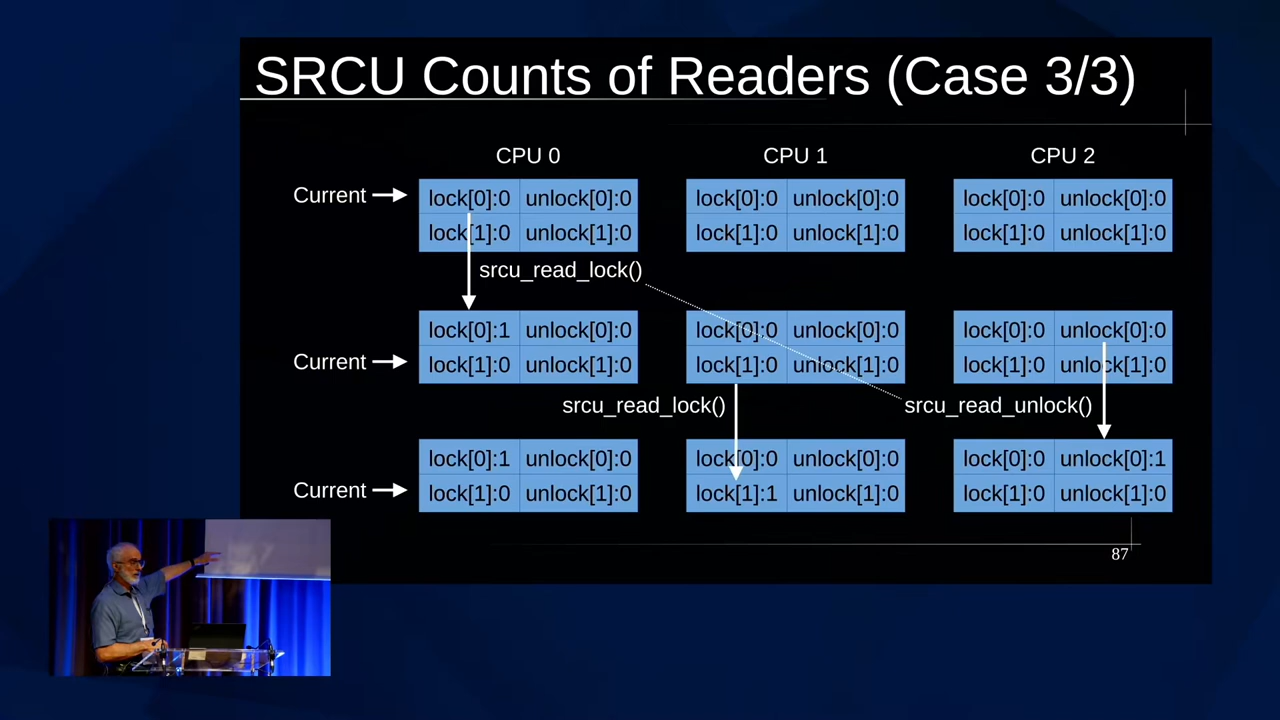 SRCU Counts of Readers (Case 3/3)
CPU 0 CPU 1 CPU 2
Current lock[0]:0 unlock[0]:0 lock[0]:0 unlock[0]:0 lock[0]:0 unlock[0]:0
lock[1]:0 unlock[1]:0 lock[1]:0 unlock[1]:0 lock[1]:0 unlock[1]:0
srcu_read_lock()
lock[0]:1 unlock[0]:0 lock[0]:0 unlock[0]:0 lock[0]:0 unlock[0]:0
Current lock[1]:0 unlock[1]:0 lock[1]:0 unlock[1]:0 lock[1]:0 unlock[1]:0
srcu_read_lock() srcu_read_unlock()
lock[0]:1 unlock[0]:0 lock[0]:0 unlock[0]:0 lock[0]:0 unlock[0]:1
Current lock[1]:0 unlock[1]:0 lock[1]:1 unlock[1]:0 lock[1]:0 unlock[1]:0
87